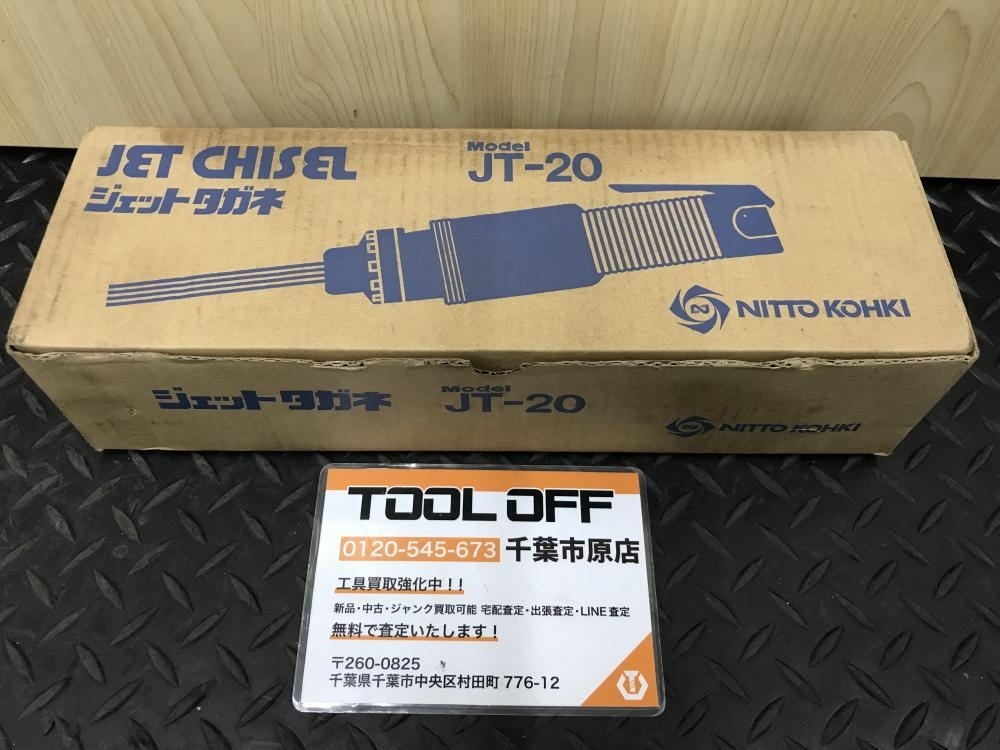 JET CHISEL
ジェットタガネ
Model
JT-20
NITTO KOHKI
ジェットタガネ
Model
JT-20
NITTO KOHKI
TOOL OFF
0120-545-673 千葉市原店
工具買取強化中！！
新品・中古・ジャンク買取可能 宅配査定・出張査定・LINE査定
無料で査定いたします！
〒260-0825
千葉県千葉市中央区村田町 776-12